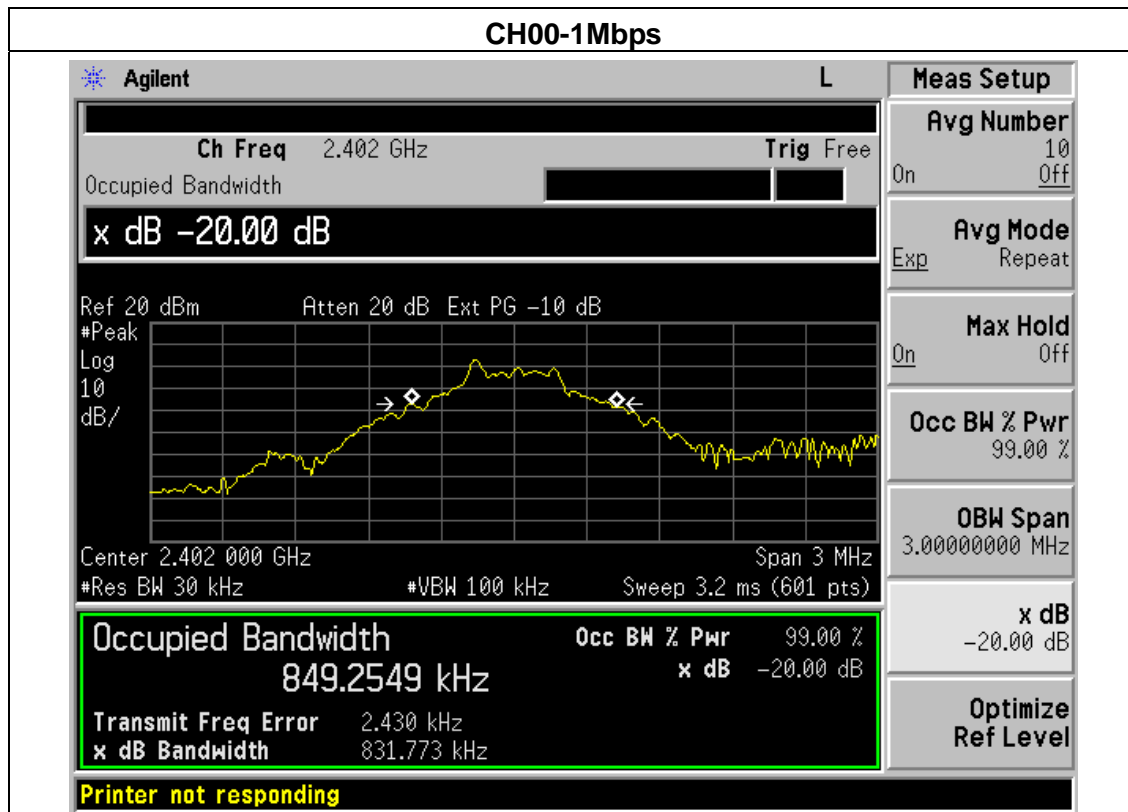 CH00-1Mbps
Agilent L Meas Setup
Ch Freq 2.402 GHz Trig Free
Occupied Bandwidth
x dB -20.00 dB
Ref 20 dBm Atten 20 dB Ext PG -10 dB
#Peak
Log
10
dB/
Center 2.402 000 GHz Span 3 MHz
#Res BW 30 kHz #VBW 100 kHz Sweep 3.2 ms (601 pts)
Occupied Bandwidth Occ BW % Pwr 99.00 %
849.2549 kHz x dB -20.00 dB
Transmit Freq Error 2.430 kHz
x dB Bandwidth 831.773 kHz
Printer not responding
Avg Number
10
On Off
Avg Mode
Exp Repeat
Max Hold
On Off
Occ BW % Pwr
99.00 %
OBW Span
3.00000000 MHz
x dB
-20.00 dB
Optimize
Ref Level